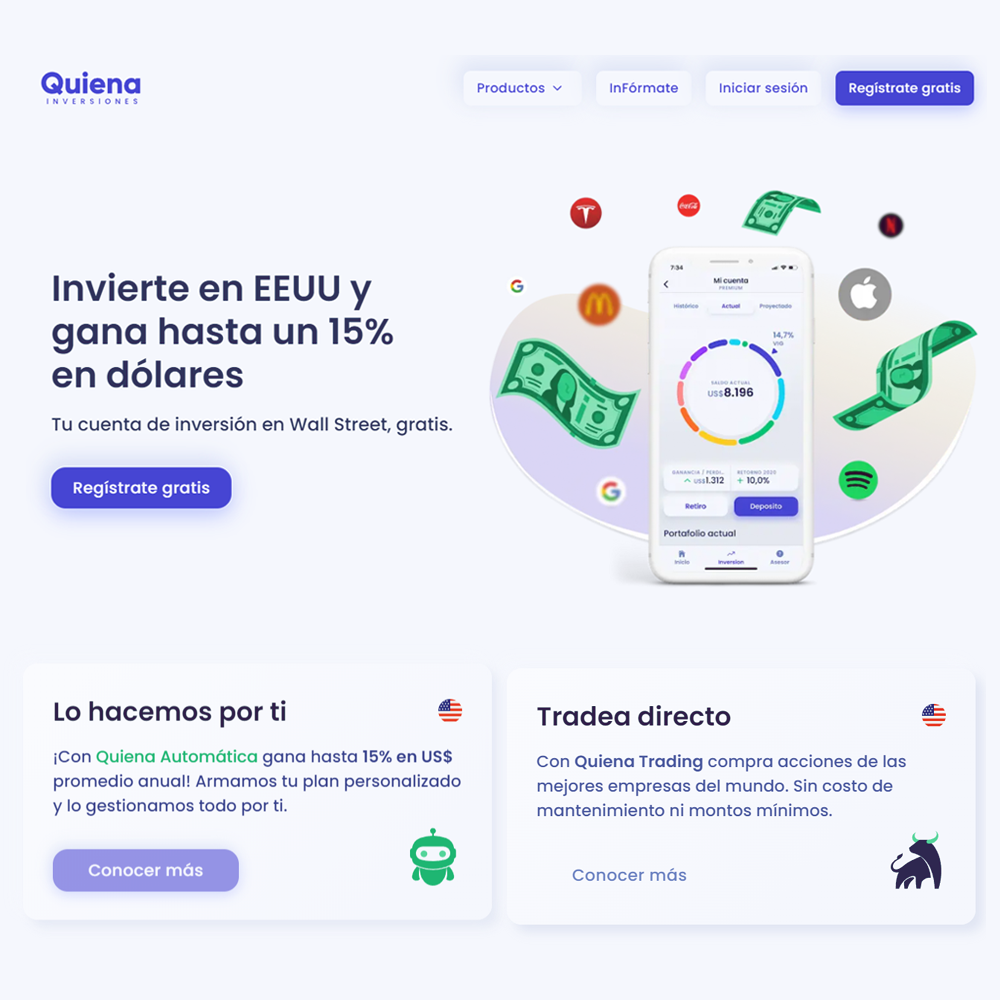 Quiena
INVERSIONES
Productos
InFórmate
Iniciar sesión
Regístrate gratis
Invierte en EEUU y
gana hasta un 15%
en dólares
Tu cuenta de inversión en Wall Street, gratis.
Regístrate gratis
Coca-Cola
N
G
M
7:34
Mi cuenta
PREMIUM
Histórico
Actual
Proyectado
14,7%
VIG
SALDO ACTUAL
US$8.196
GANANCIA / PERDI...
US$1.312
RETORNO 2020
+ 10,0%
Retiro
Deposito
Portafolio actual
Inicio
Inversion
Asesor
G
Lo hacemos por ti
¡Con Quiena Automática gana hasta 15% en US$
promedio anual! Armamos tu plan personalizado
y lo gestionamos todo por ti.
Conocer más
Tradea directo
Con Quiena Trading compra acciones de las
mejores empresas del mundo. Sin costo de
mantenimiento ni montos mínimos.
Conocer más